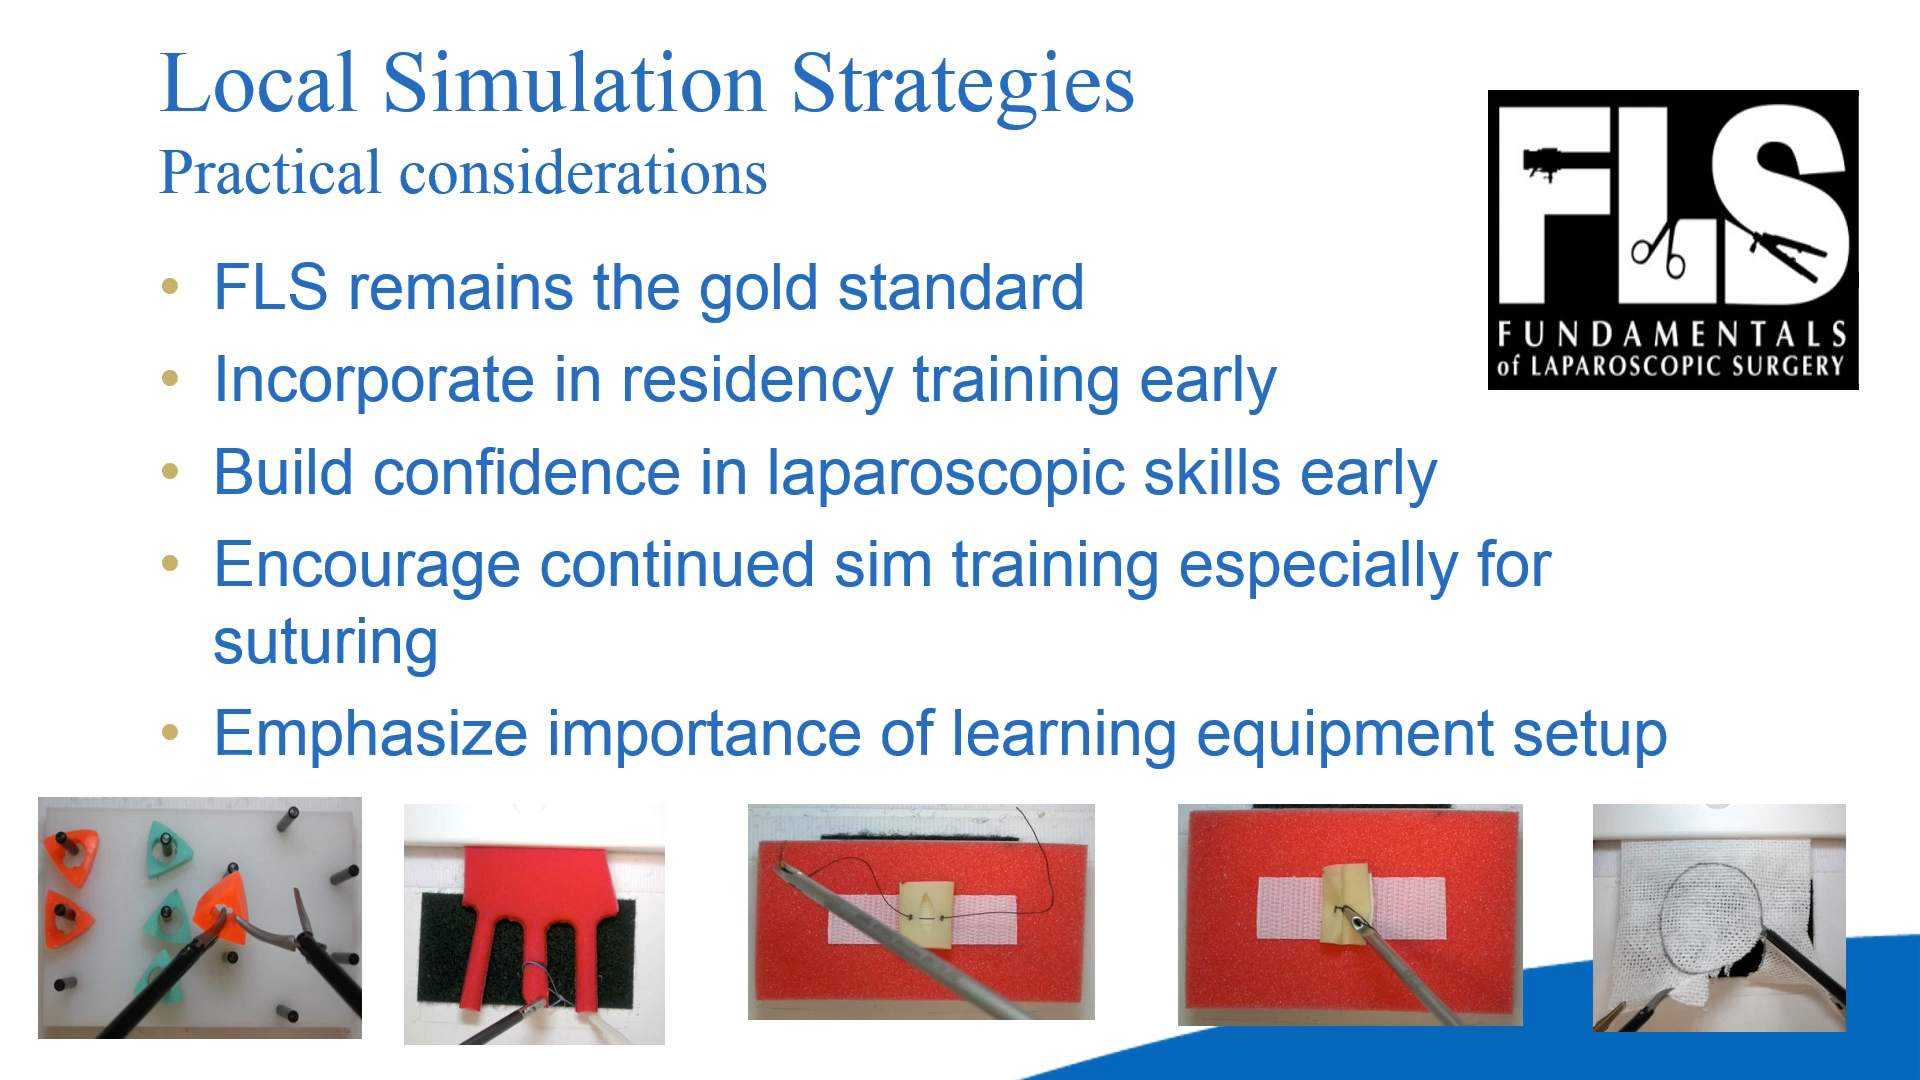 Local Simulation Strategies
Practical considerations
FLS
FUNDAMENTALS
of LAPAROSCOPIC SURGERY
• FLS remains the gold standard
• Incorporate in residency training early
• Build confidence in laparoscopic skills early
• Encourage continued sim training especially for
suturing
• Emphasize importance of learning equipment setup